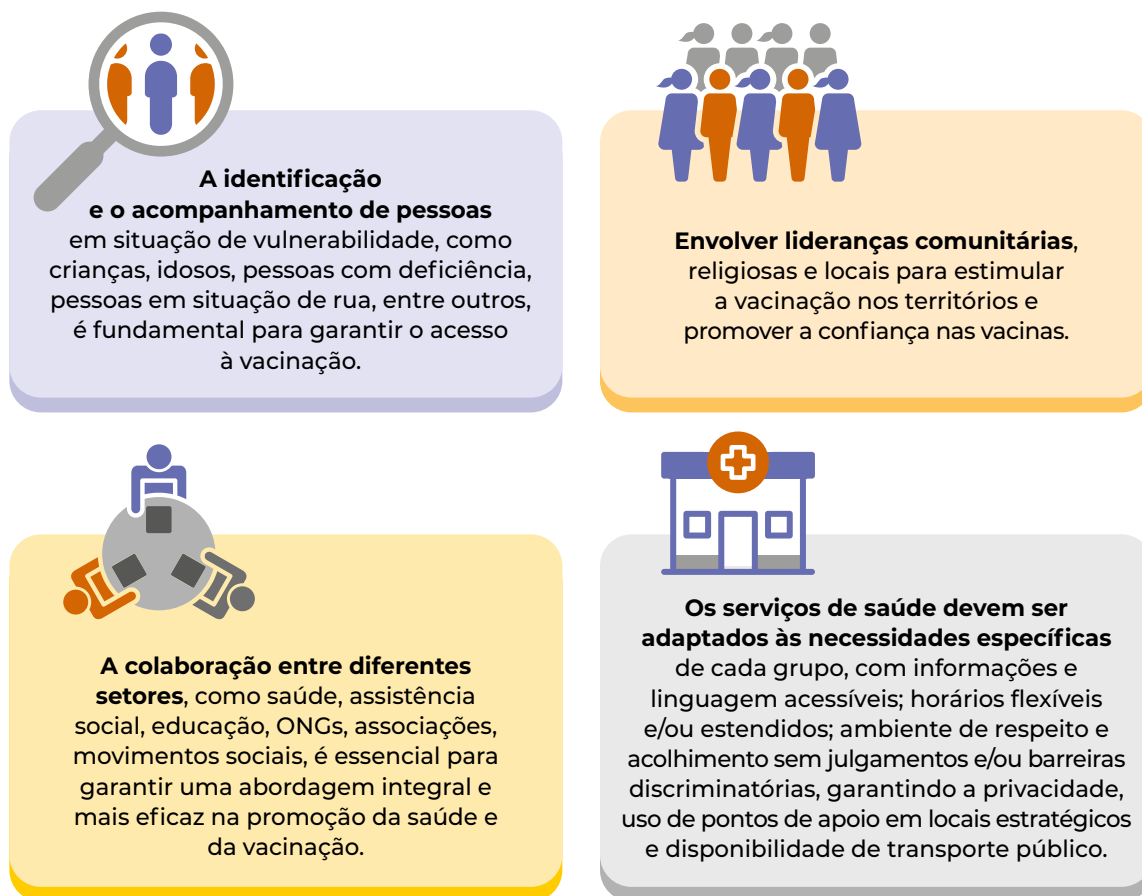 A identificação
e o acompanhamento de pessoas
em situação de vulnerabilidade, como
crianças, idosos, pessoas com deficiência,
pessoas em situação de rua, entre outros,
é fundamental para garantir o acesso
à vacinação.
Envolver lideranças comunitárias,
religiosas e locais para estimular
a vacinação nos territórios e
promover a confiança nas vacinas.
A colaboração entre diferentes
setores, como saúde, assistência
social, educação, ONGs, associações,
movimentos sociais, é essencial para
garantir uma abordagem integral e
mais eficaz na promoção da saúde e
da vacinação.
Os serviços de saúde devem ser
adaptados às necessidades específicas
de cada grupo, com informações e
linguagem acessíveis; horários flexíveis
e/ou estendidos; ambiente de respeito e
acolhimento sem julgamentos e/ou barreiras
discriminatórias, garantindo a privacidade,
uso de pontos de apoio em locais estratégicos
e disponibilidade de transporte público.